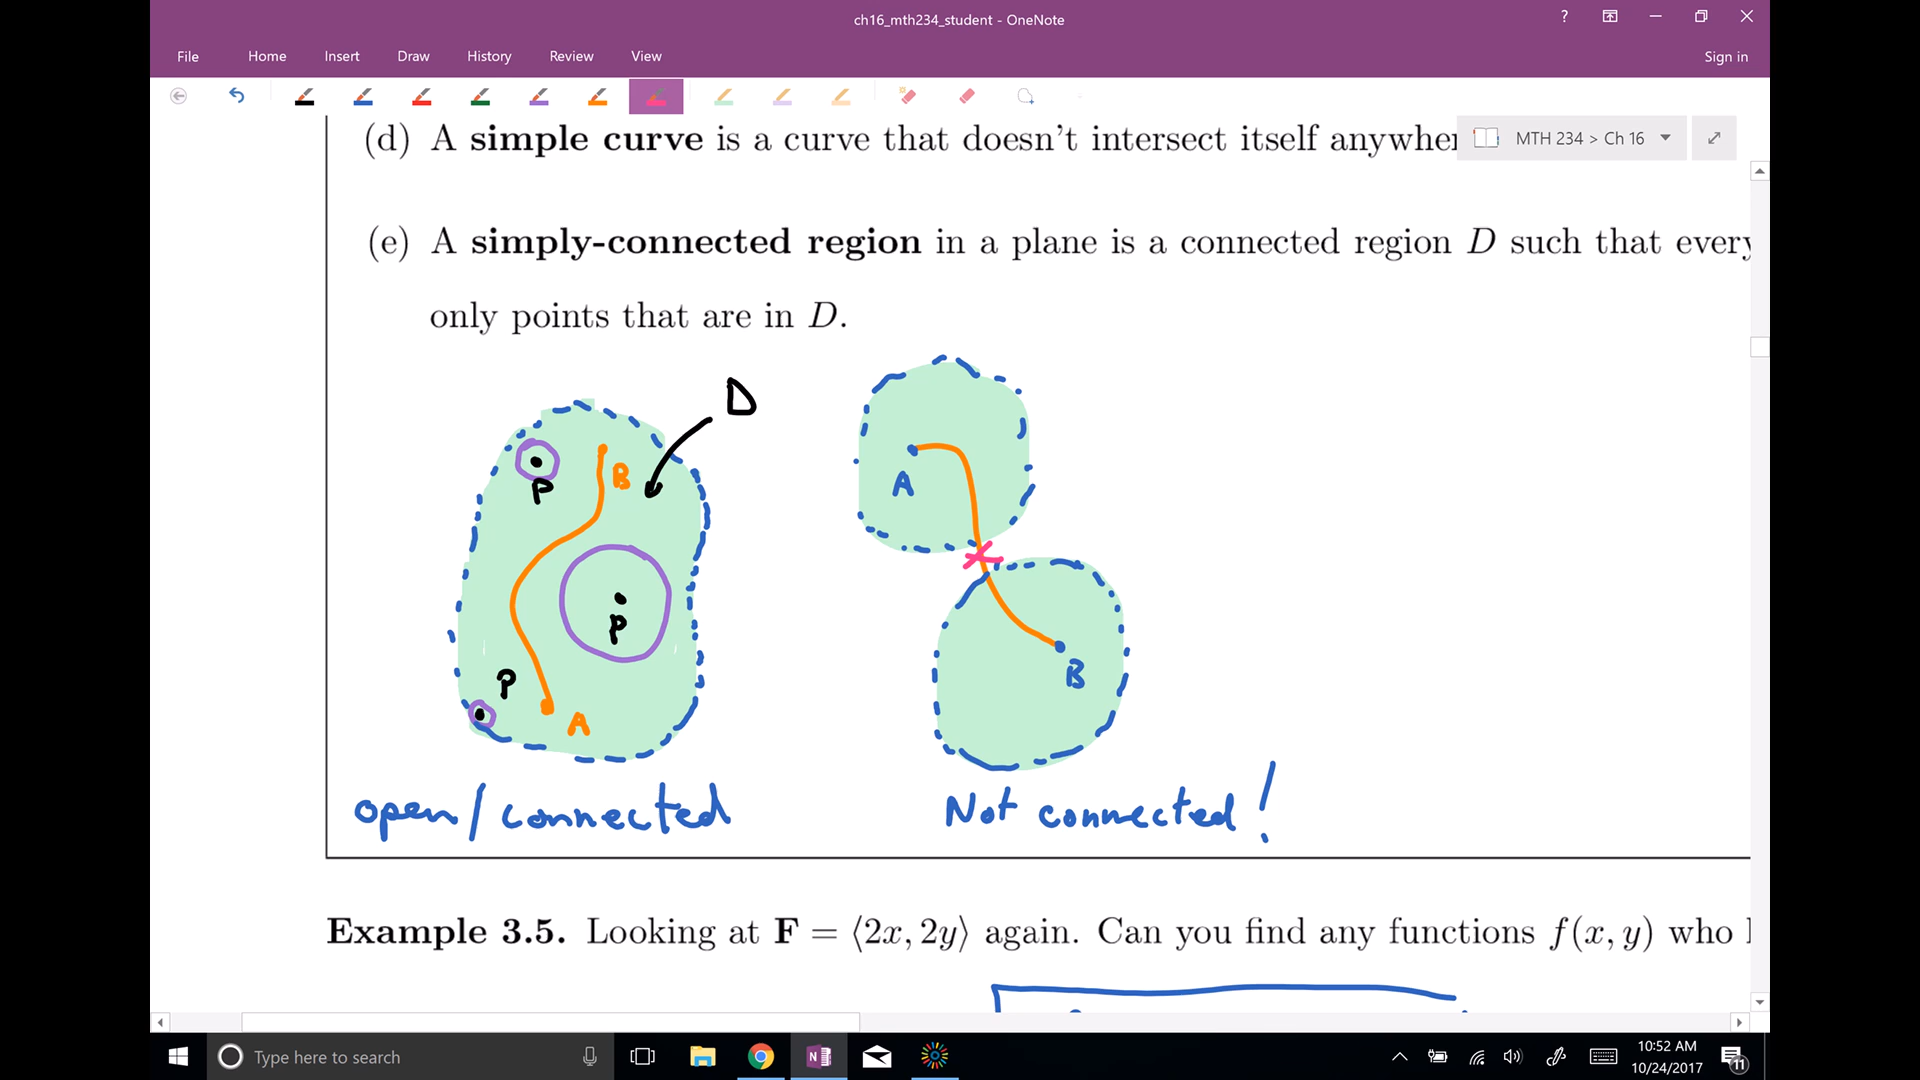 ch16_mth234_student - OneNote
?
File Home Insert Draw History Review View Sign in
(d) A simple curve is a curve that doesn't intersect itself anywher
MTH 234 > Ch 16
(e) A simply-connected region in a plane is a connected region D such that every
only points that are in D.
D
P
B
P
P
A
A
B
open/connected
Not connected!
Example 3.5. Looking at F = ⟨2x, 2y⟩ again. Can you find any functions f(x, y) who
Type here to search
N
10:52 AM
10/24/2017
11